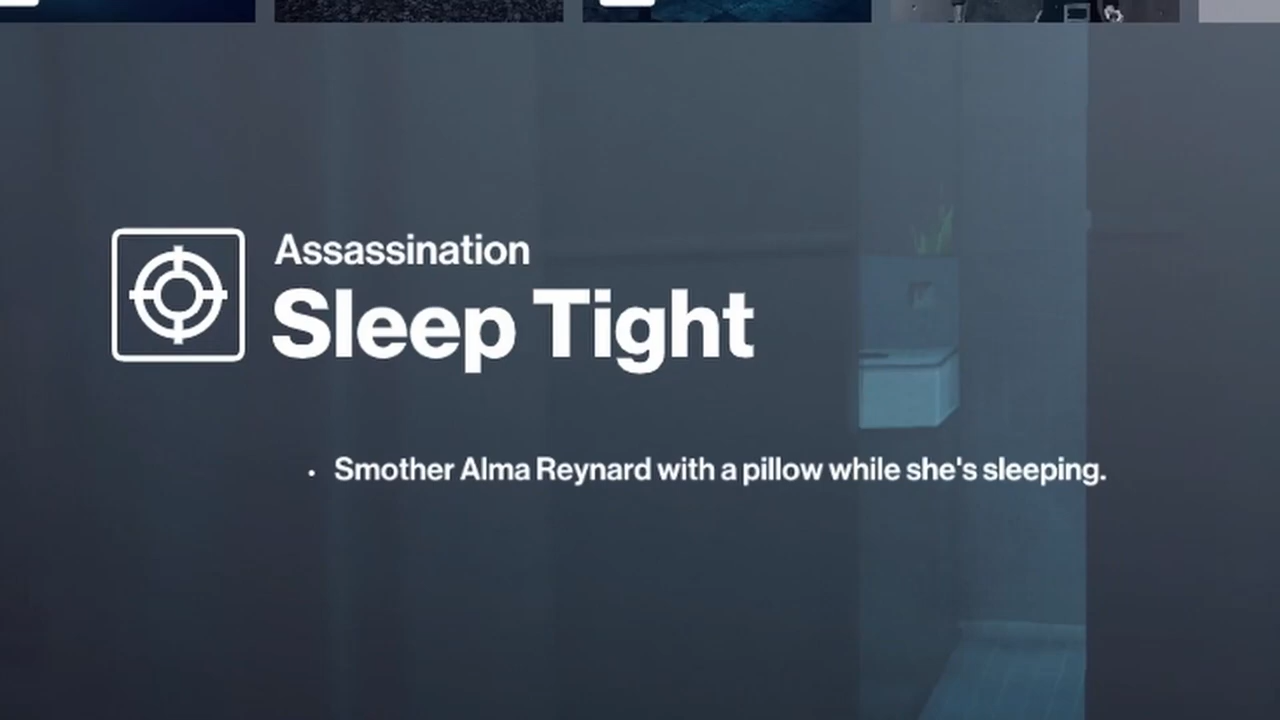 Assassination
Sleep Tight
• Smother Alma Reynard with a pillow while she's sleeping.